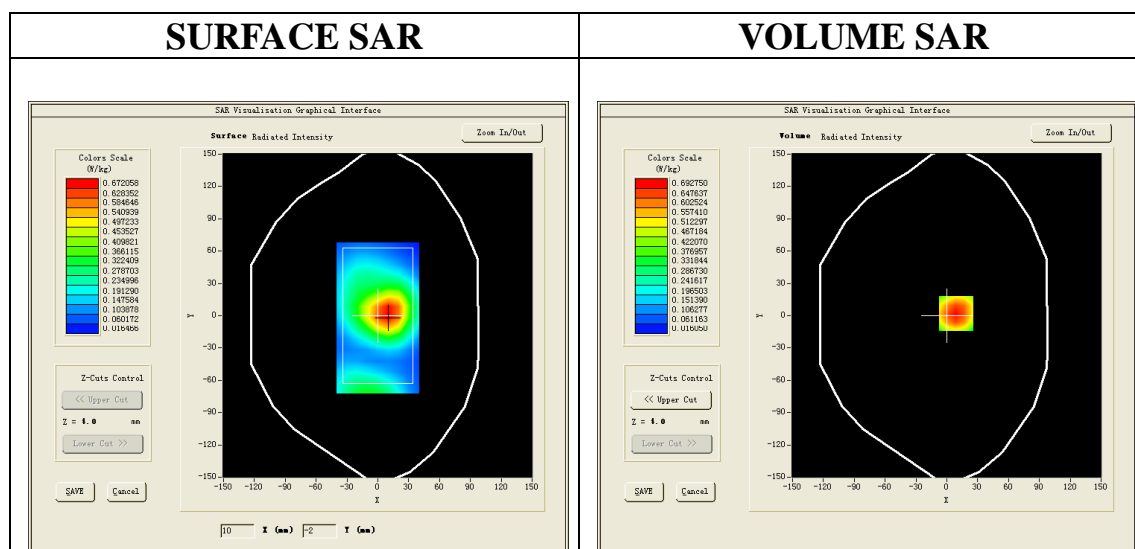 SURFACE SAR
VOLUME SAR
SAR Visualisation Graphical Interface
Surface Radiated Intensity
Zoom In/Out
Colors Scale
(W/kg)
0.672058
0.628352
0.584646
0.540939
0.497233
0.453527
0.409821
0.366115
0.322409
0.278703
0.234996
0.191290
0.147584
0.103878
0.060172
0.016466
150
120
90
60
30
0
-30
-60
-90
-120
-150
Y
-150 -120 -90 -60 -30 0 30 60 90 120 150
X
Z-Cuts Control
<< Upper Cut
Z = 4.0 mm
Lower Cut >>
SAVE Cancel
10 X (mm) -2 Y (mm)
SAR Visualisation Graphical Interface
Volume Radiated Intensity
Zoom In/Out
Colors Scale
(W/kg)
0.692750
0.647637
0.602524
0.557410
0.512297
0.467184
0.422070
0.376957
0.331844
0.286730
0.241617
0.196503
0.151390
0.106277
0.061163
0.016050
150
120
90
60
30
0
-30
-60
-90
-120
-150
Y
-150 -120 -90 -60 -30 0 30 60 90 120 150
X
Z-Cuts Control
<< Upper Cut
Z = 4.0 mm
Lower Cut >>
SAVE Cancel